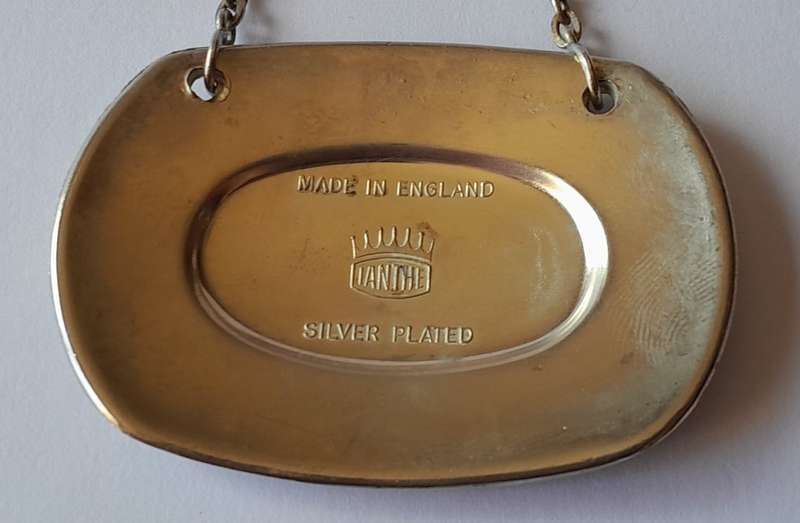 MADE IN ENGLAND
IANTHE
SILVER PLATED